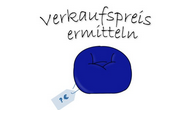 Verkaufspreis
ermitteln
? €